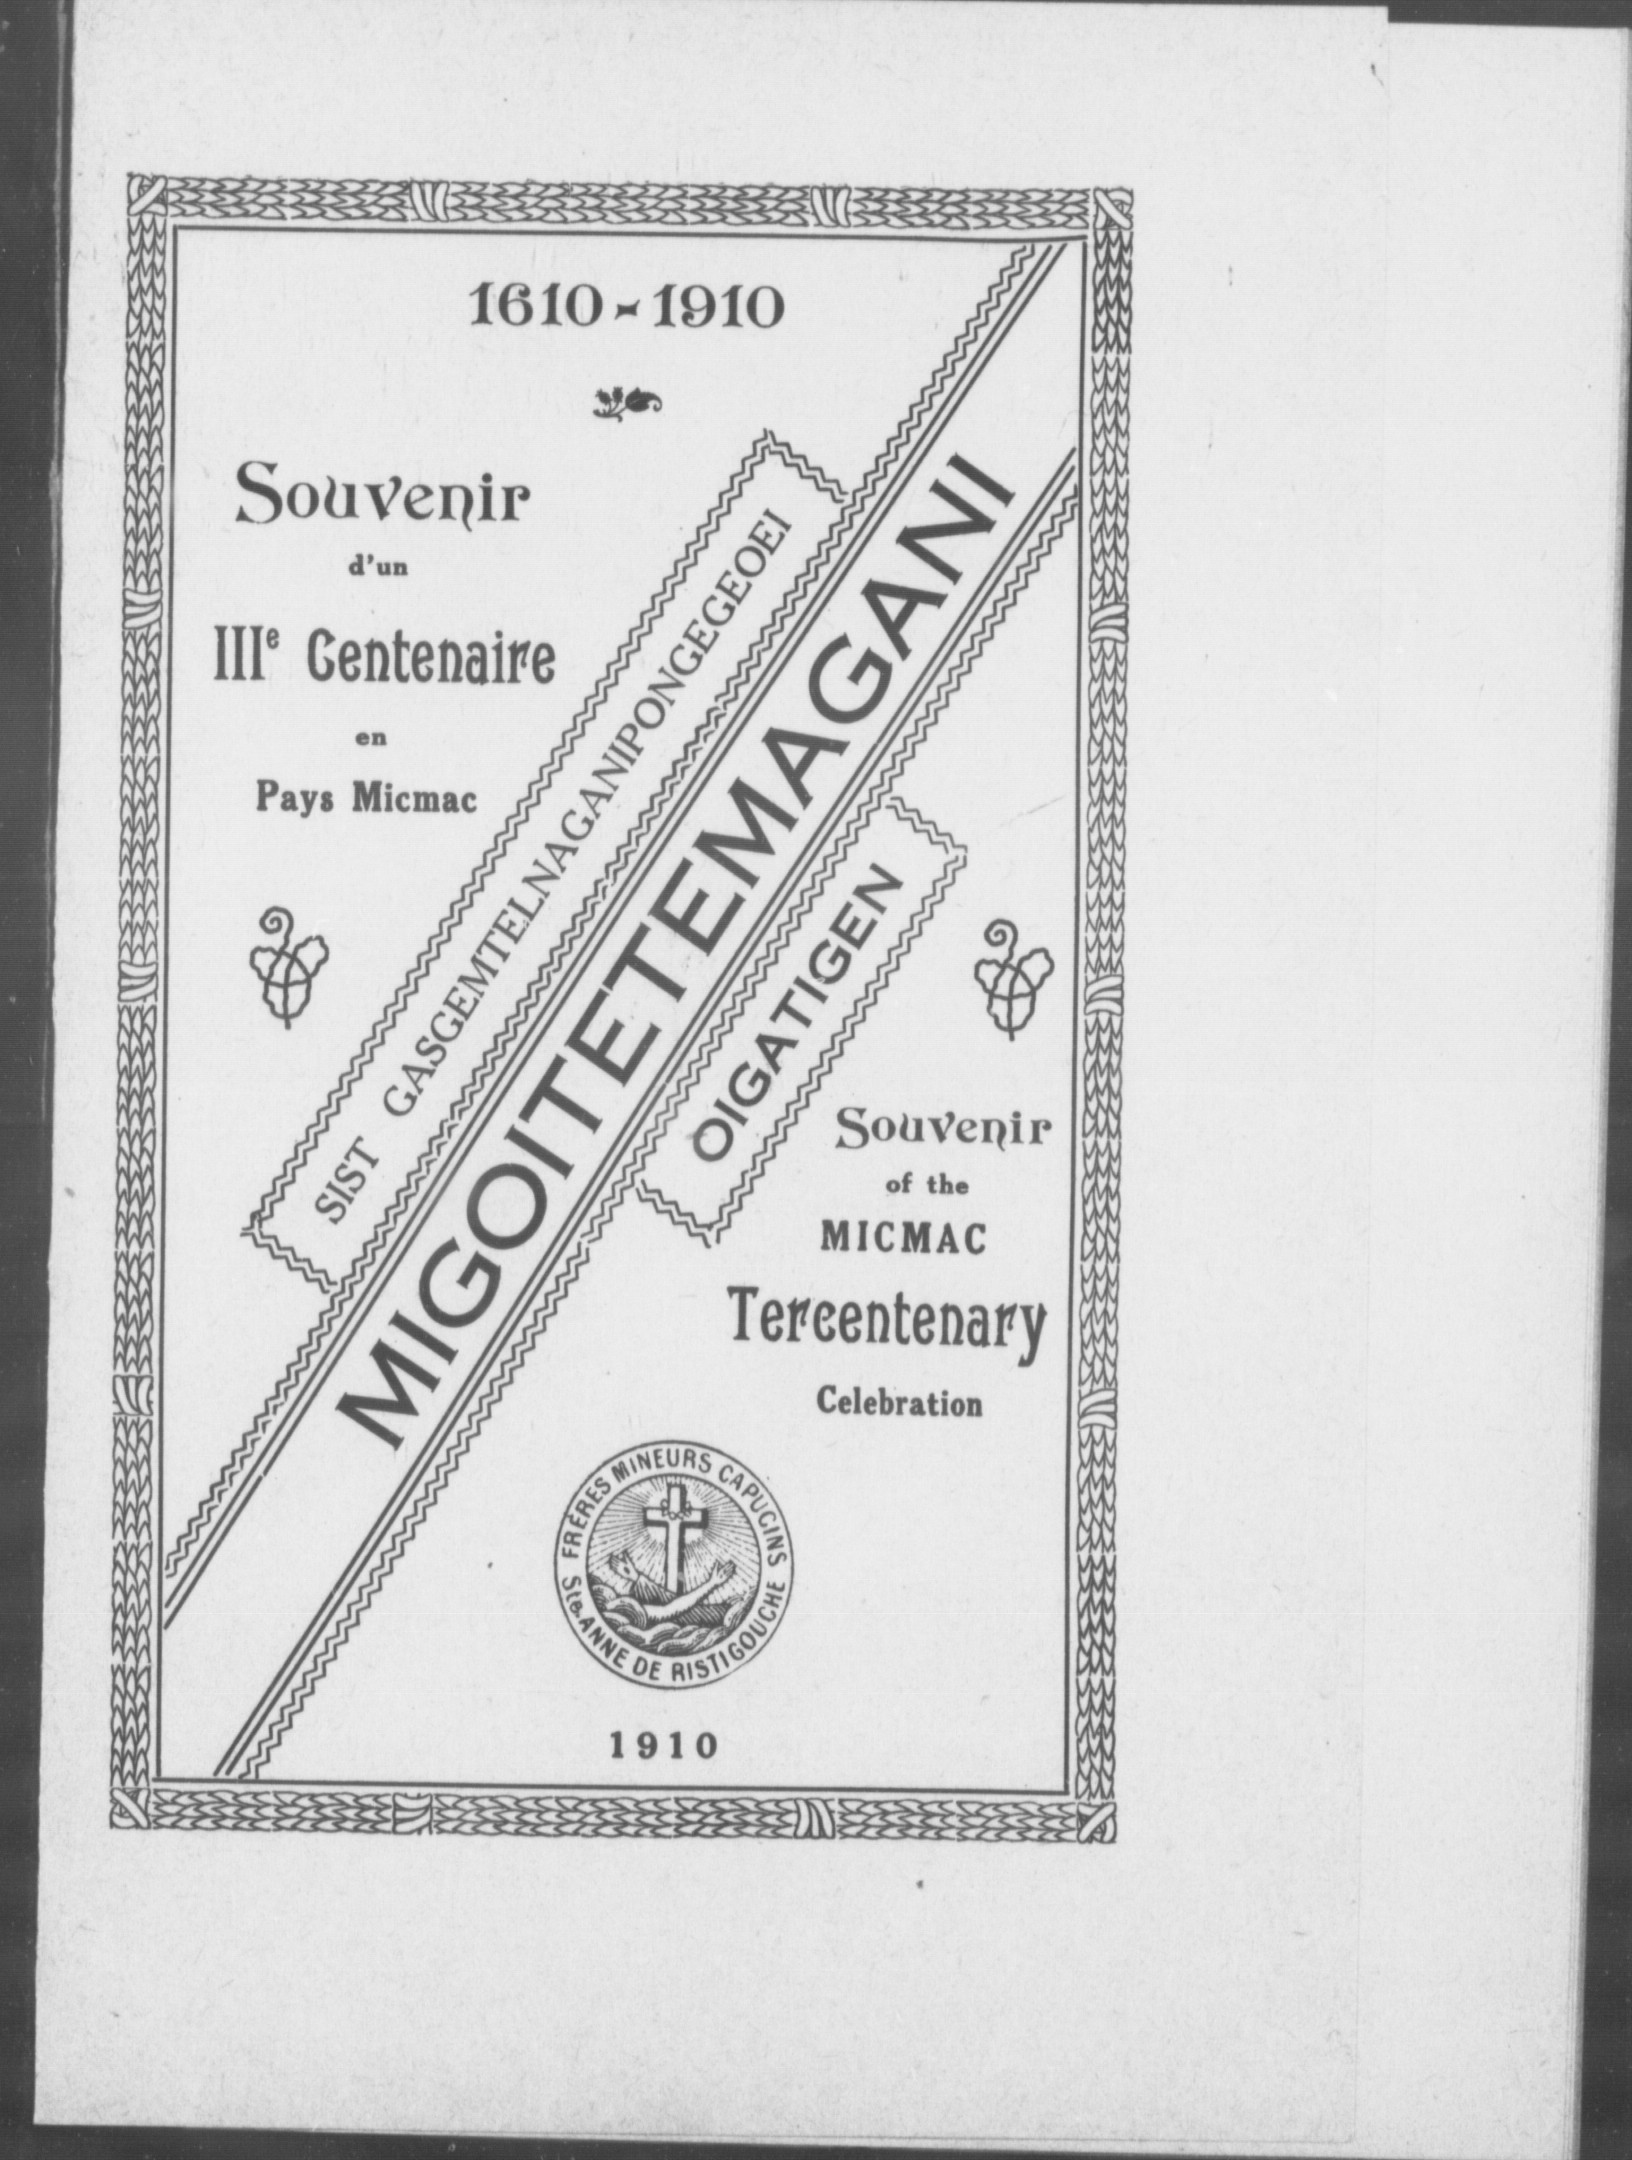 1610-1910
Souvenir
d'un
IIIe Centenaire
en
Pays Micmac
SIST GASGEMTELNAGANIPONGEGEOEI
MIGOITETEMAGANI
OIGATIGEN
Souvenir
of the
MICMAC
Tercentenary
Celebration
FRÈRES MINEURS CAPUCINS
Ste. ANNE DE RISTIGOUCHE
1910